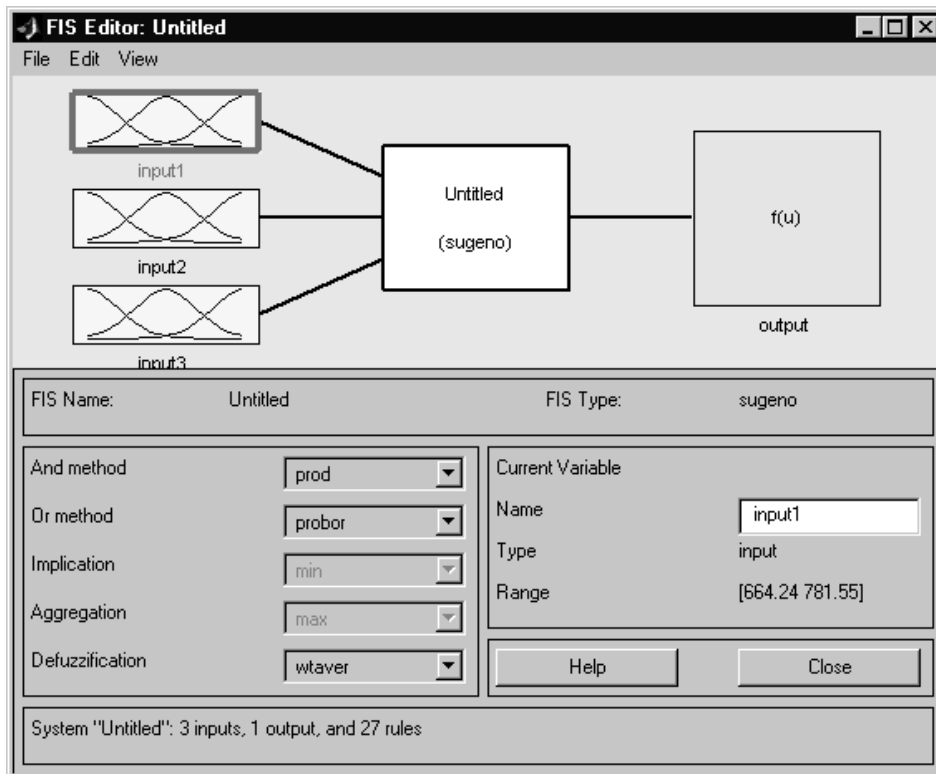 FIS Editor: Untitled
File Edit View
input1
input2
input3
Untitled
(sugeno)
f(u)
output
FIS Name: Untitled FIS Type: sugeno
And method prod
Or method probor
Implication min
Aggregation max
Defuzzification wtaver
Current Variable
Name input1
Type input
Range [664.24 781.55]
Help Close
System "Untitled": 3 inputs, 1 output, and 27 rules